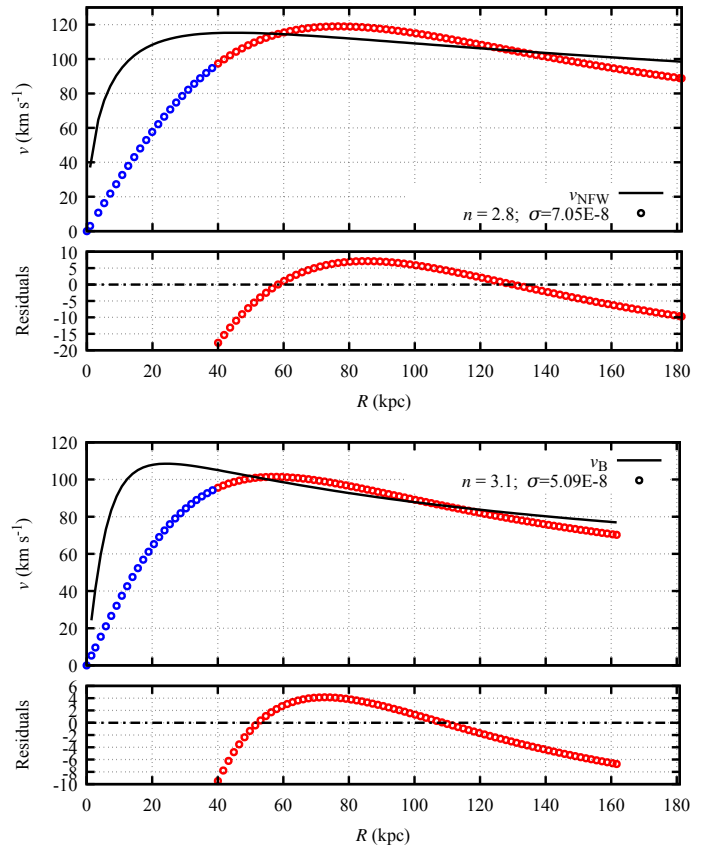 120
100
80
60
40
20
0
v (km s⁻¹)
v_NFW
n = 2.8; σ=7.05E-8
10
5
0
-5
-10
-15
-20
Residuals
0 20 40 60 80 100 120 140 160 180
R (kpc)
120
100
80
60
40
20
0
v (km s⁻¹)
v_B
n = 3.1; σ=5.09E-8
6
4
2
0
-2
-4
-6
-8
-10
Residuals
0 20 40 60 80 100 120 140 160 180
R (kpc)